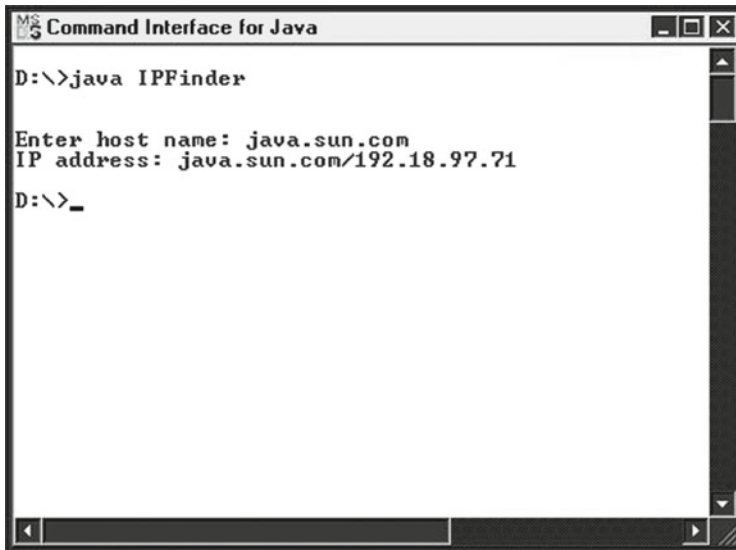 Command Interface for Java
D:\>java IPFinder
Enter host name: java.sun.com
IP address: java.sun.com/192.18.97.71
D:\>_